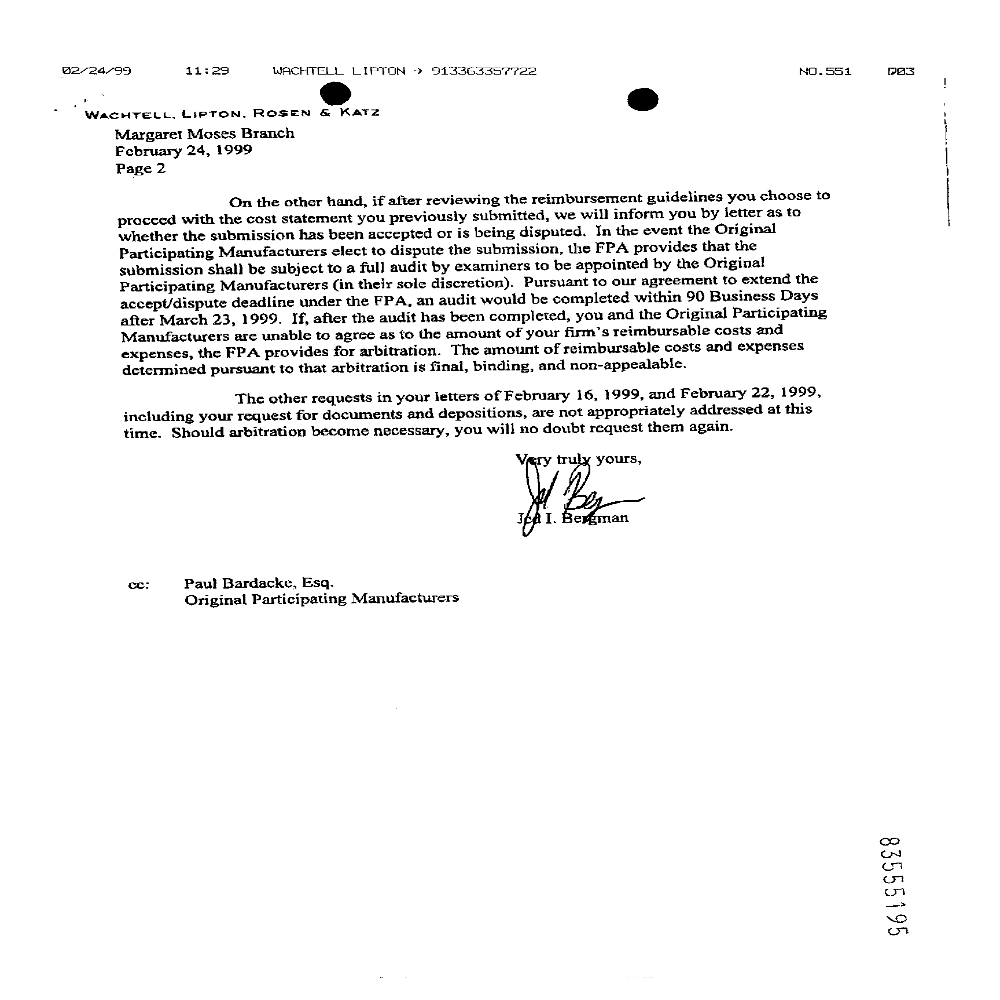 02/24/99 11:29 WACHTELL LIPTON → 913363357722 NO.551 D03
WACHTELL, LIPTON, ROSEN & KATZ
Margaret Moses Branch
February 24, 1999
Page 2
On the other hand, if after reviewing the reimbursement guidelines you choose to
proceed with the cost statement you previously submitted, we will inform you by letter as to
whether the submission has been accepted or is being disputed. In the event the Original
Participating Manufacturers elect to dispute the submission, the FPA provides that the
submission shall be subject to a full audit by examiners to be appointed by the Original
Participating Manufacturers (in their sole discretion). Pursuant to our agreement to extend the
accept/dispute deadline under the FPA, an audit would be completed within 90 Business Days
after March 23, 1999. If, after the audit has been completed, you and the Original Participating
Manufacturers are unable to agree as to the amount of your firm's reimbursable costs and
expenses, the FPA provides for arbitration. The amount of reimbursable costs and expenses
determined pursuant to that arbitration is final, binding, and non-appealable.
The other requests in your letters of February 16, 1999, and February 22, 1999,
including your request for documents and depositions, are not appropriately addressed at this
time. Should arbitration become necessary, you will no doubt request them again.
Very truly yours,
Jed I. Bergman
cc: Paul Bardacke, Esq.
Original Participating Manufacturers
83555195